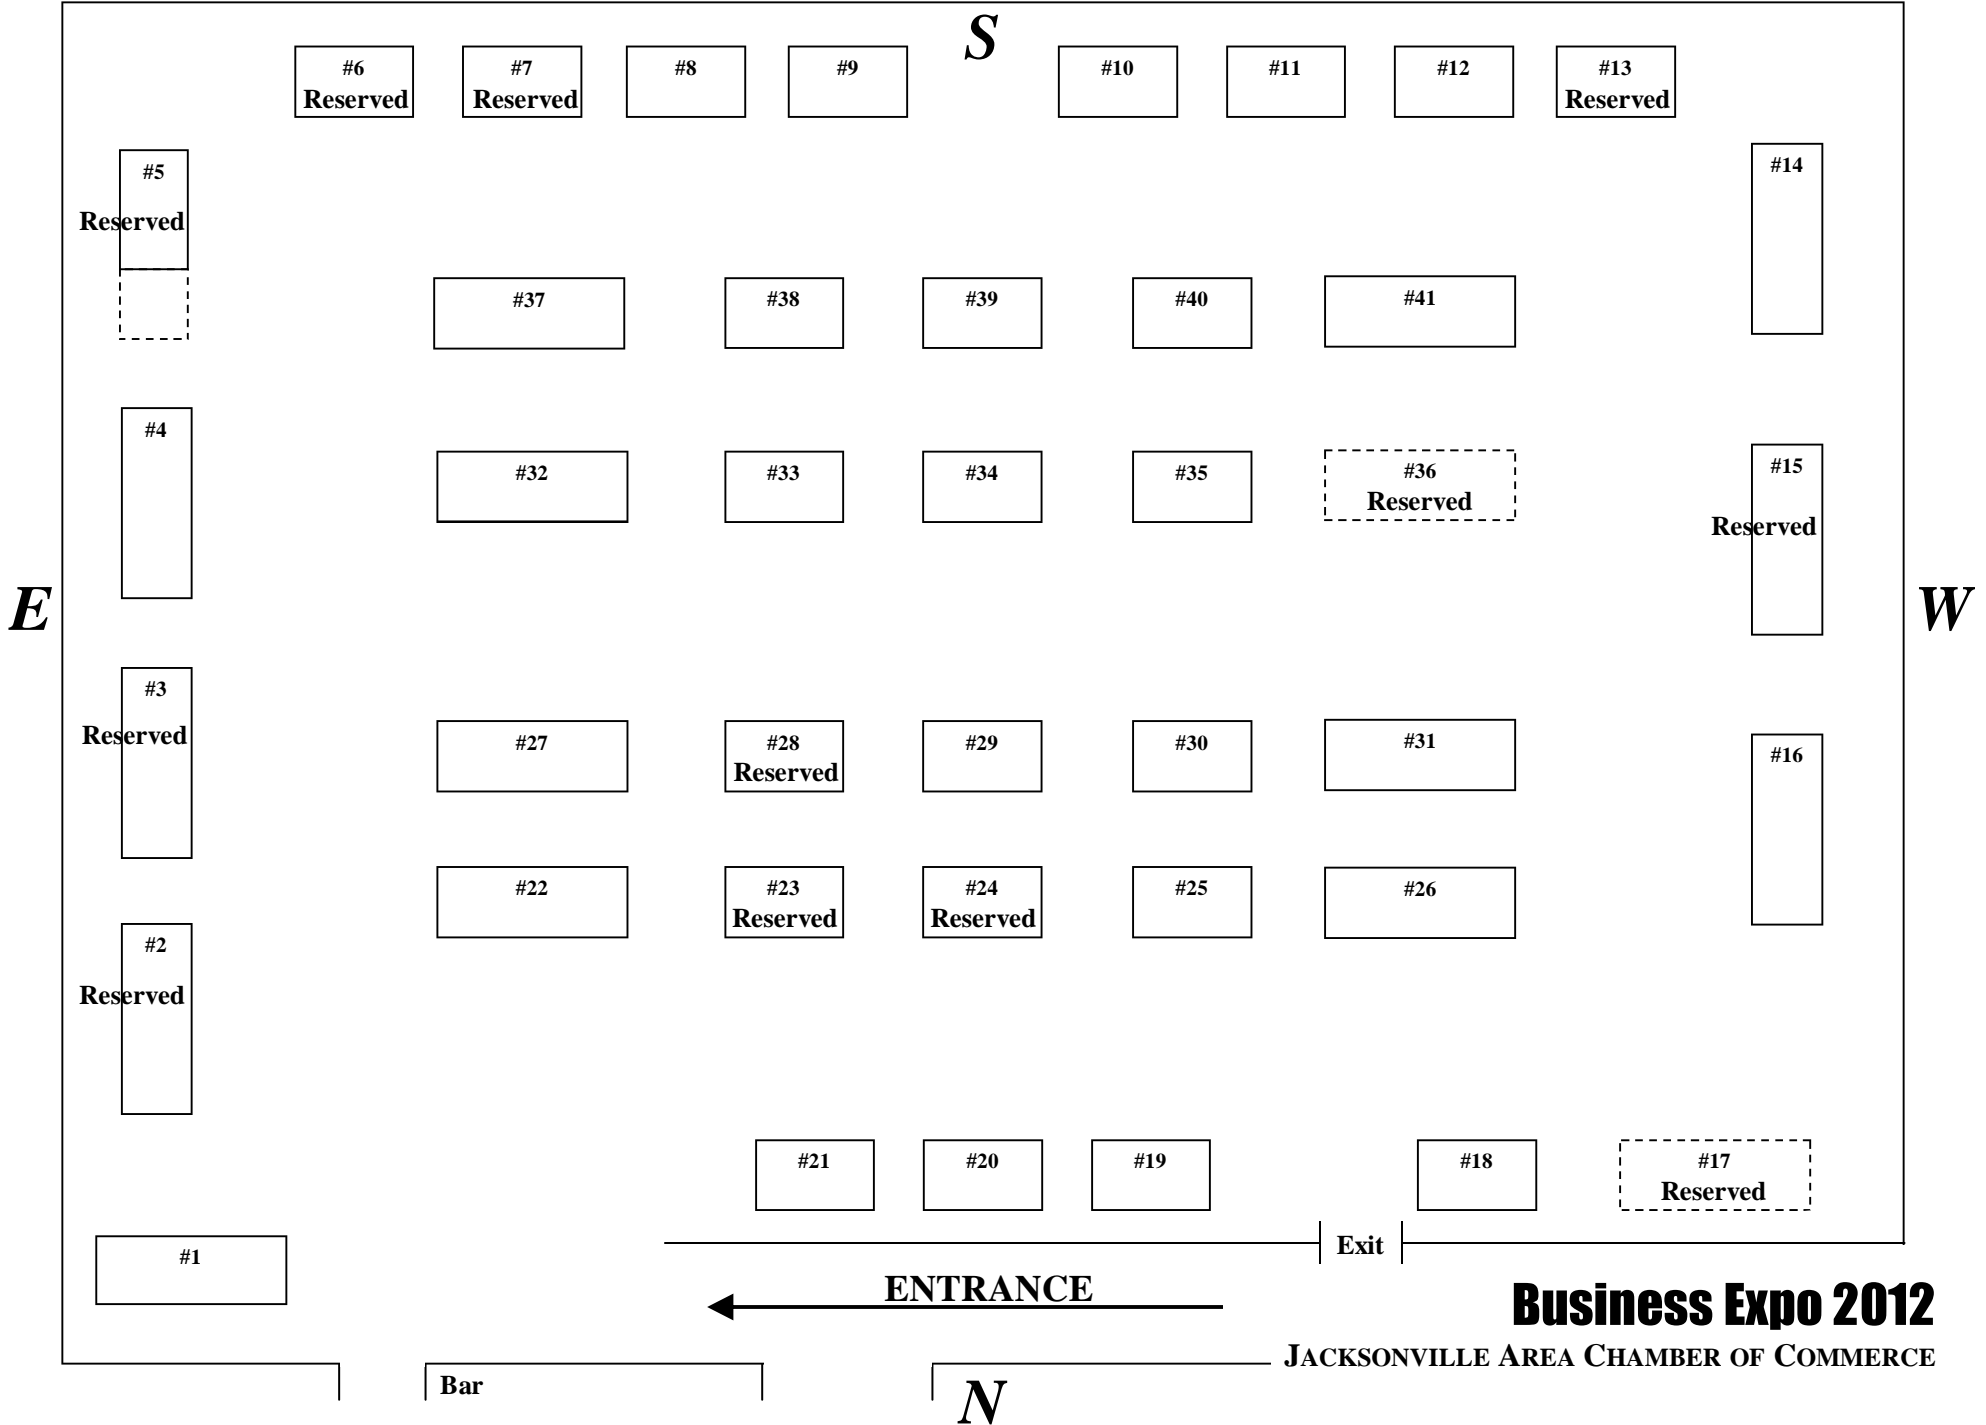 S
#6
Reserved
#7
Reserved
#8
#9
#10
#11
#12
#13
Reserved
#5
Reserved
#14
#37
#38
#39
#40
#41
#4
#32
#33
#34
#35
#36
Reserved
#15
Reserved
E
W
#3
Reserved
#27
#28
Reserved
#29
#30
#31
#16
#22
#23
Reserved
#24
Reserved
#25
#26
#2
Reserved
#21
#20
#19
#18
#17
Reserved
#1
Exit
ENTRANCE
Business Expo 2012
JACKSONVILLE AREA CHAMBER OF COMMERCE
Bar
N